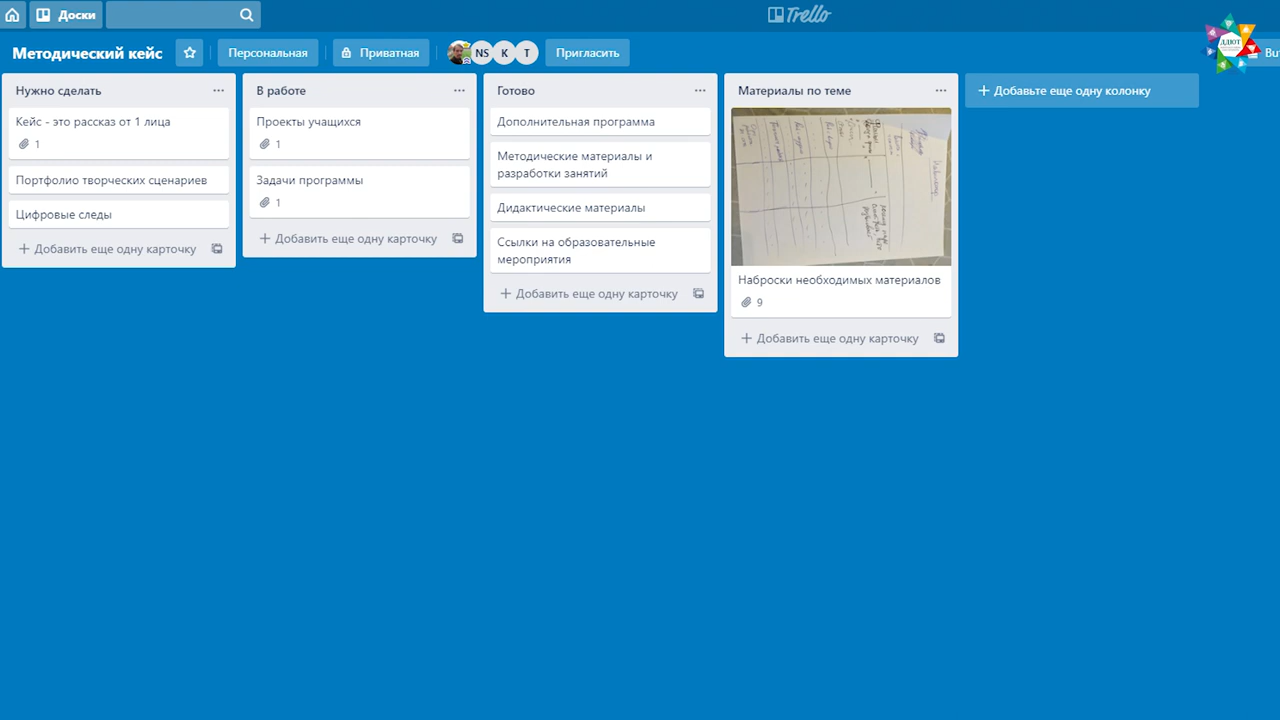 Доски
Trello
Методический кейс
Персональная
Приватная
NS
K
T
Пригласить
ДДЮТ
But
Нужно сделать
Кейс - это рассказ от 1 лица
1
Портфолио творческих сценариев
Цифровые следы
+ Добавить еще одну карточку
В работе
Проекты учащихся
1
Задачи программы
1
+ Добавить еще одну карточку
Готово
Дополнительная программа
Методические материалы и
разработки занятий
Дидактические материалы
Ссылки на образовательные
мероприятия
+ Добавить еще одну карточку
Материалы по теме
Наброски необходимых материалов
9
+ Добавить еще одну карточку
+ Добавьте еще одну колонку